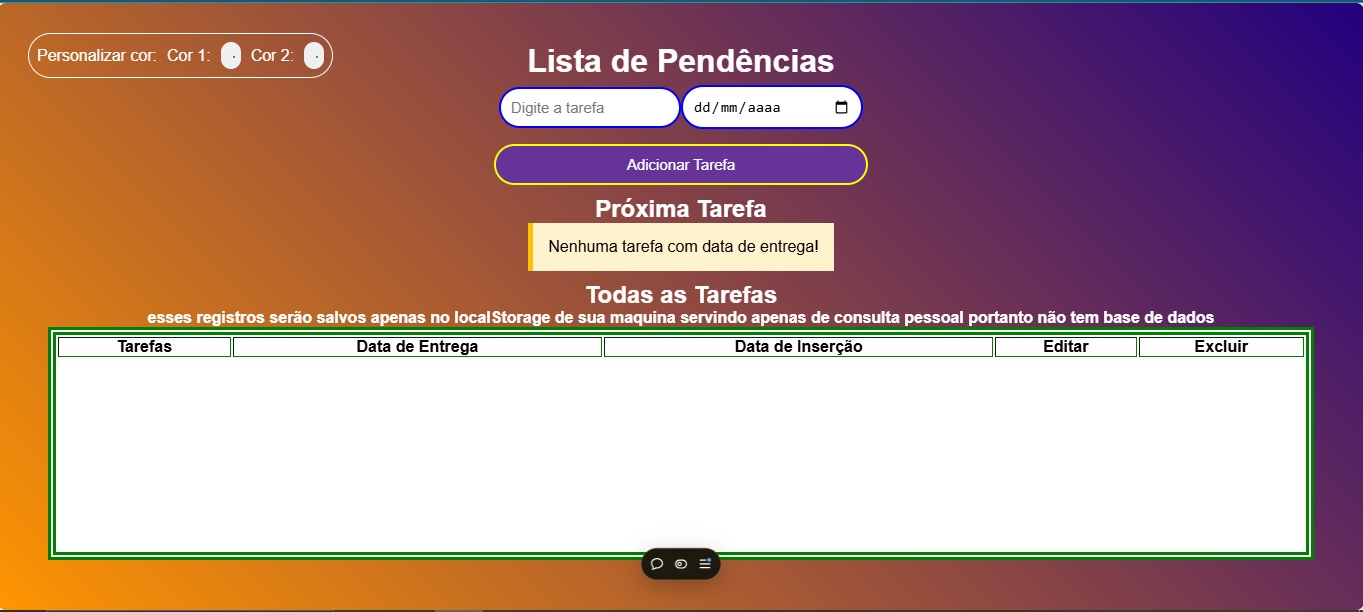 Personalizar cor: Cor 1: Cor 2:
Lista de Pendências
Digite a tarefa dd/mm/aaaa
Adicionar Tarefa
Próxima Tarefa
Nenhuma tarefa com data de entrega!
Todas as Tarefas
esses registros serão salvos apenas no localStorage de sua maquina servindo apenas de consulta pessoal portanto não tem base de dados
Tarefas Data de Entrega Data de Inserção Editar Excluir